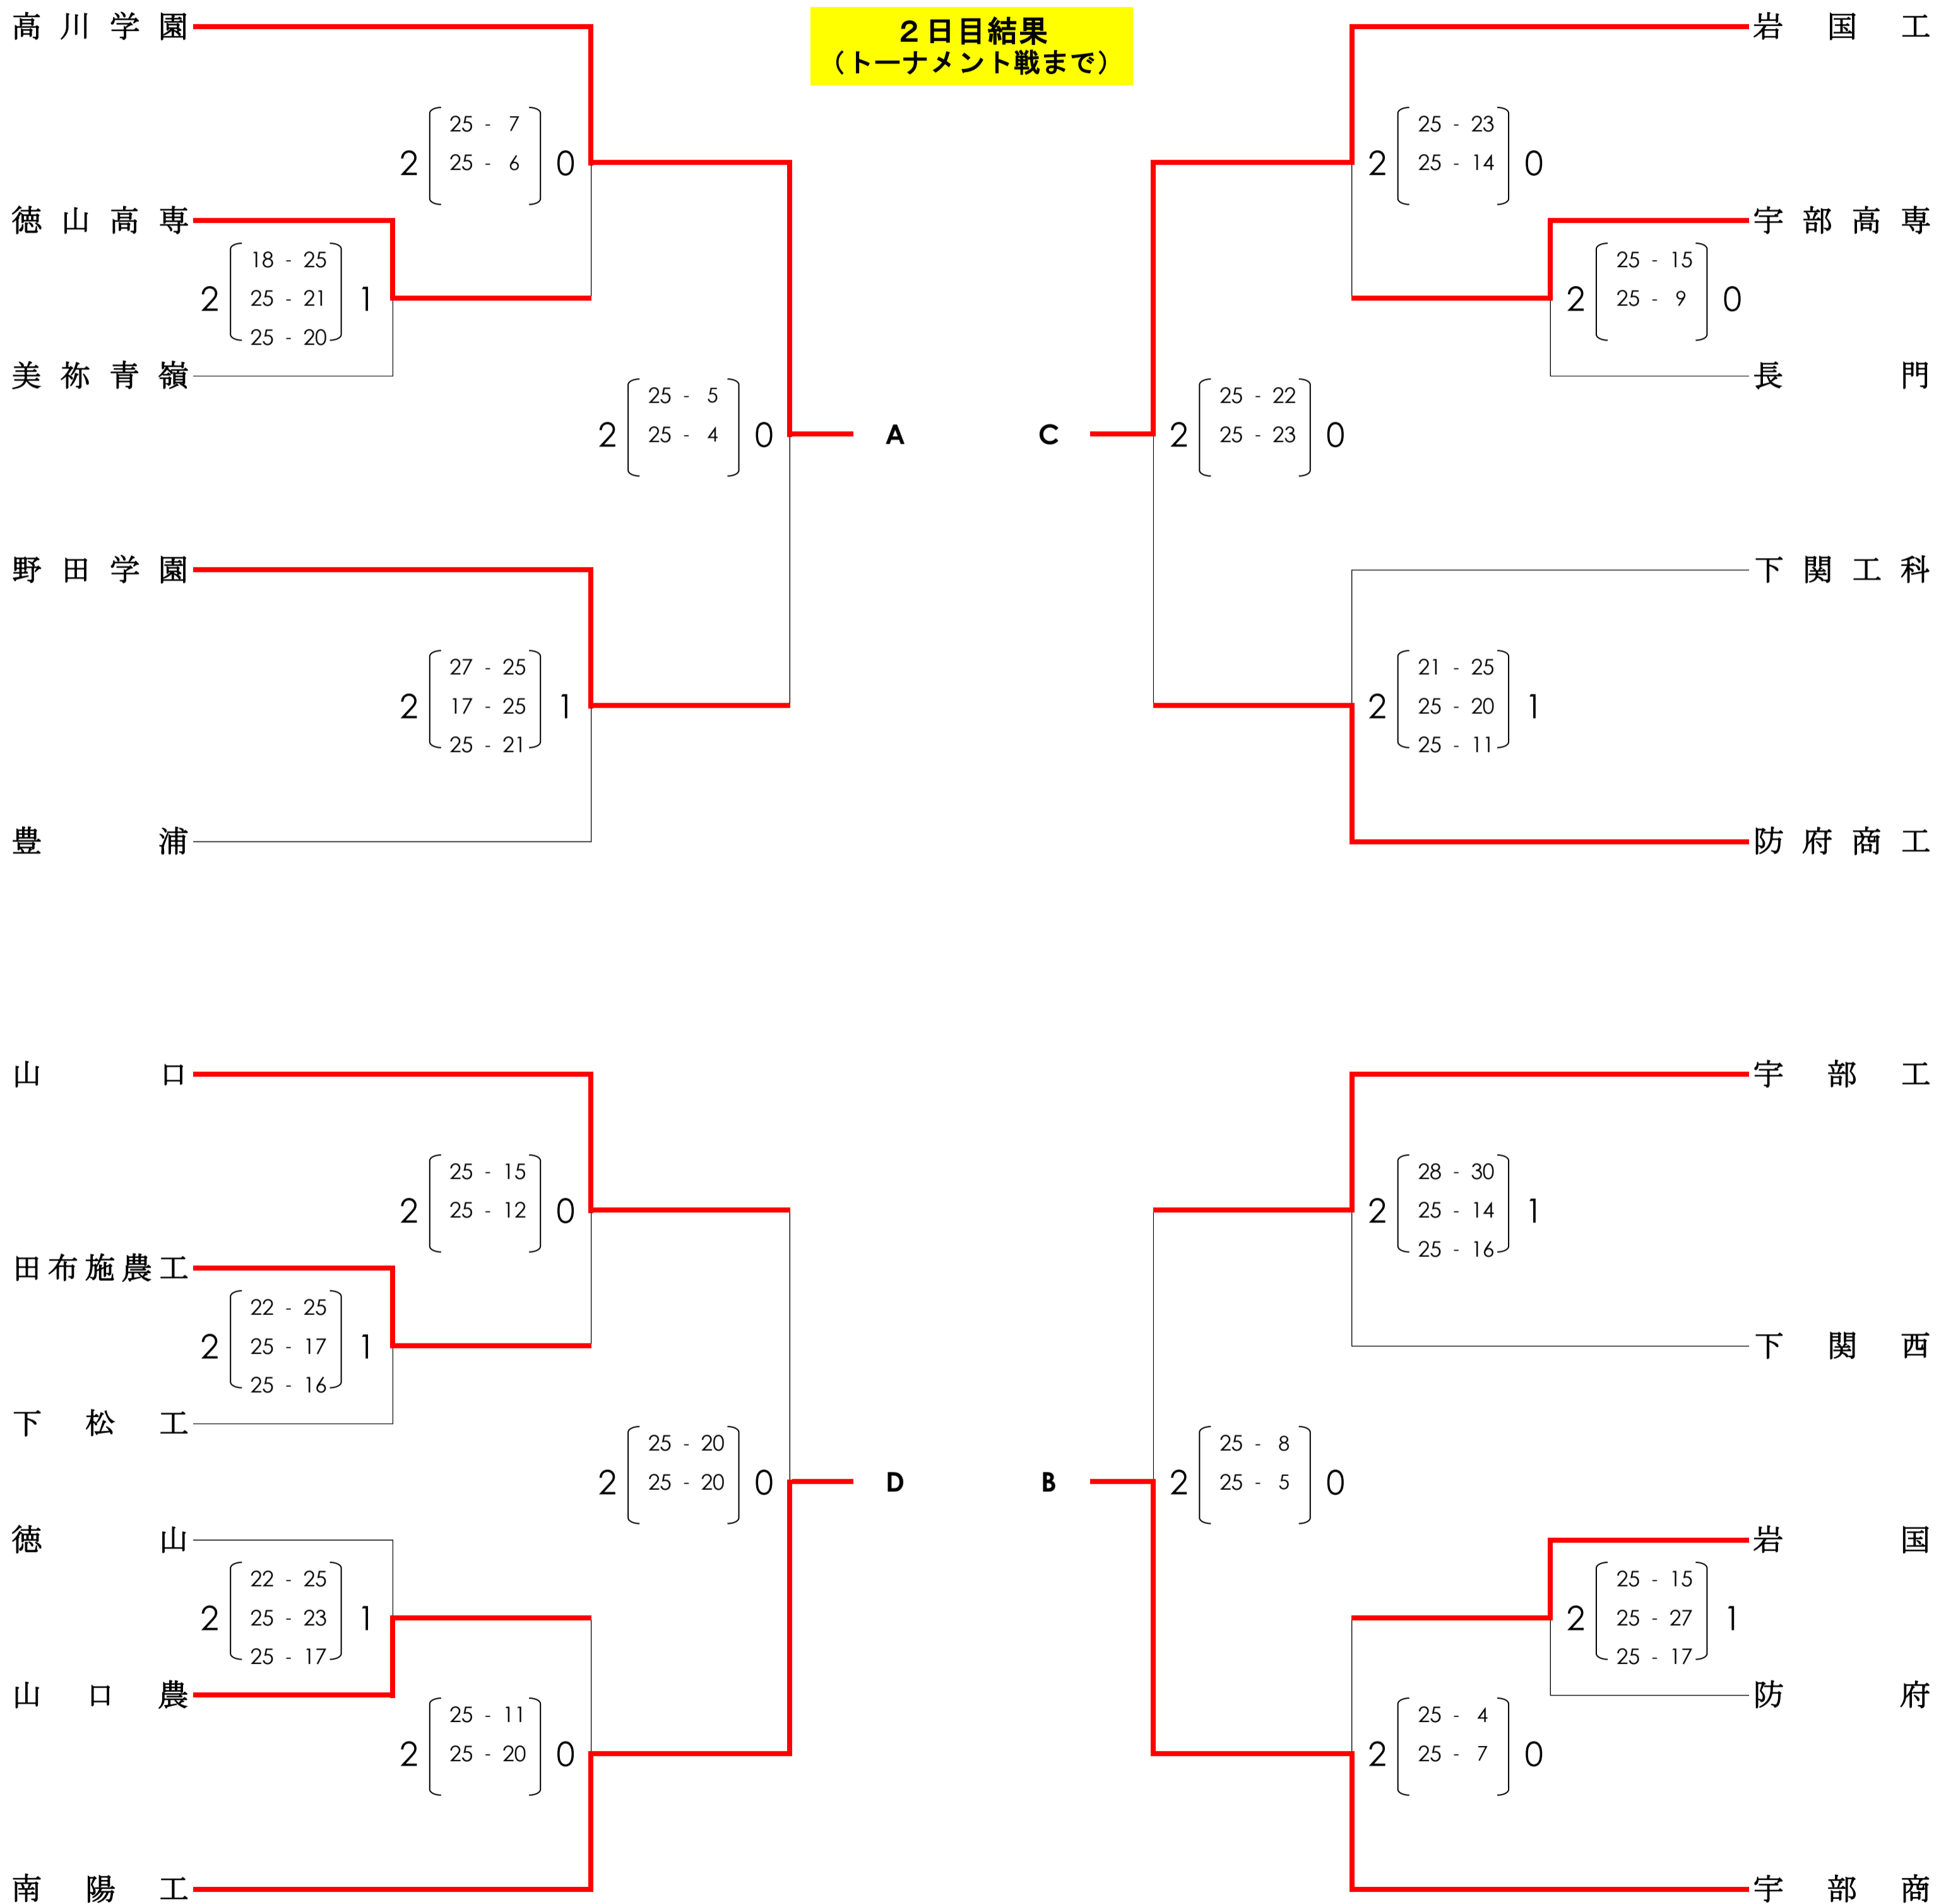 ２日目結果
（トーナメント戦まで）
髙川学園
25 - 7
2 25 - 6 0
徳山高専
18 - 25
2 25 - 21 1
25 - 20
美祢青嶺
25 - 5
2 25 - 4 0
A
野田学園
27 - 25
2 17 - 25 1
25 - 21
豊浦
岩国工
25 - 23
2 25 - 14 0
宇部高専
25 - 15
2 25 - 9 0
長門
25 - 22
C 2 25 - 23 0
下関工科
21 - 25
2 25 - 20 1
25 - 11
防府商工
山口
25 - 15
2 25 - 12 0
田布施農工
22 - 25
2 25 - 17 1
25 - 16
下松工
25 - 20
2 25 - 20 0
D
徳山
22 - 25
2 25 - 23 1
25 - 17
山口農
25 - 11
2 25 - 20 0
南陽工
宇部工
28 - 30
2 25 - 14 1
25 - 16
下関西
25 - 8
B 2 25 - 5 0
岩国
25 - 15
2 25 - 27 1
25 - 17
防府
25 - 4
2 25 - 7 0
宇部商